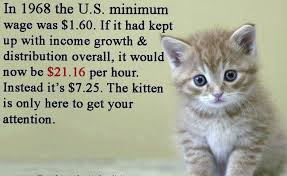 In 1968 the U.S. minimum
wage was $1.60. If it had kept
up with income growth &
distribution overall, it would
now be $21.16 per hour.
Instead it's $7.25. The kitten
is only here to get your
attention.